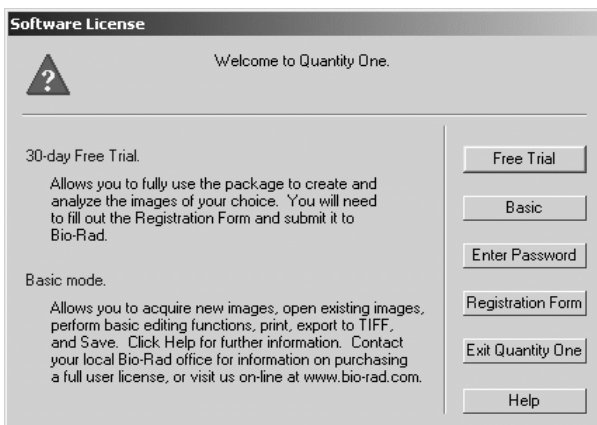 Software License
?
Welcome to Quantity One.
30-day Free Trial.
Allows you to fully use the package to create and
analyze the images of your choice. You will need
to fill out the Registration Form and submit it to
Bio-Rad.
Basic mode.
Allows you to acquire new images, open existing images,
perform basic editing functions, print, export to TIFF,
and Save. Click Help for further information. Contact
your local Bio-Rad office for information on purchasing
a full user license, or visit us on-line at www.bio-rad.com.
Free Trial
Basic
Enter Password
Registration Form
Exit Quantity One
Help